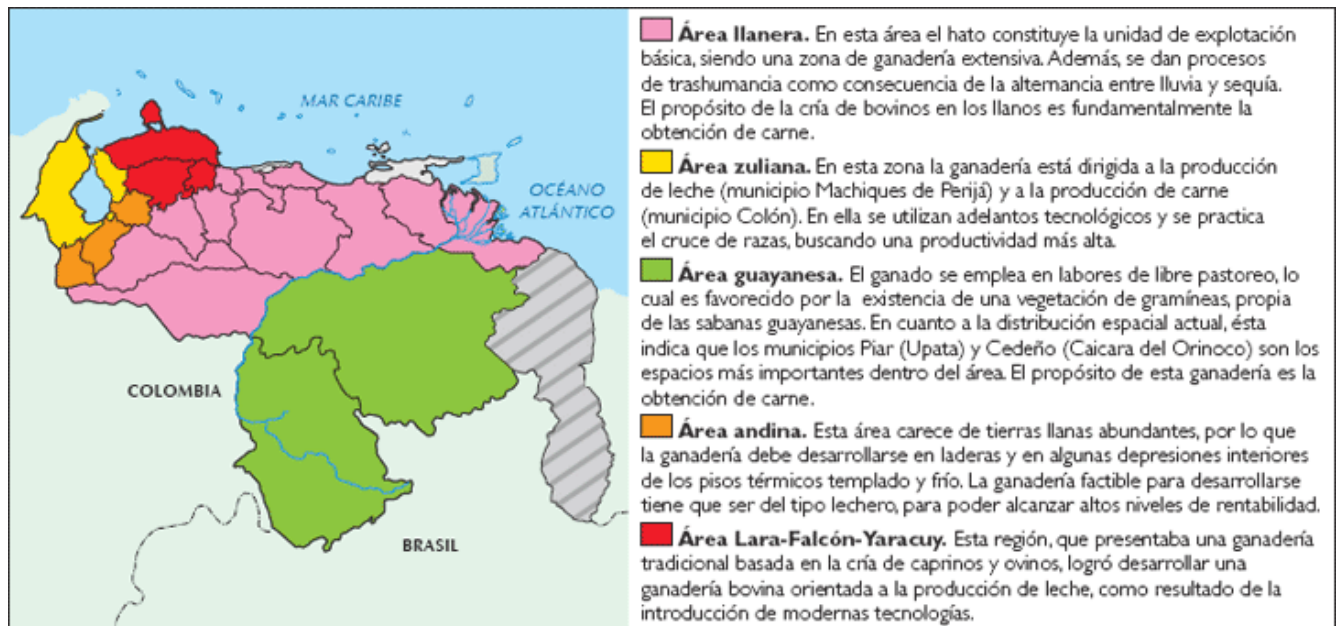 MAR CARIBE
OCÉANO
ATLÁNTICO
COLOMBIA
BRASIL
Área llanera. En esta área el hato constituye la unidad de explotación
básica, siendo una zona de ganadería extensiva. Además, se dan procesos
de trashumancia como consecuencia de la alternancia entre lluvia y sequía.
El propósito de la cría de bovinos en los llanos es fundamentalmente la
obtención de carne.
Área zuliana. En esta zona la ganadería está dirigida a la producción
de leche (municipio Machiques de Perijá) y a la producción de carne
(municipio Colón). En ella se utilizan adelantos tecnológicos y se practica
el cruce de razas, buscando una productividad más alta.
Área guayanesa. El ganado se emplea en labores de libre pastoreo, lo
cual es favorecido por la existencia de una vegetación de gramíneas, propia
de las sabanas guayanesas. En cuanto a la distribución espacial actual, ésta
indica que los municipios Piar (Upata) y Cedeño (Caicara del Orinoco) son los
espacios más importantes dentro del área. El propósito de esta ganadería es la
obtención de carne.
Área andina. Esta área carece de tierras llanas abundantes, por lo que
la ganadería debe desarrollarse en laderas y en algunas depresiones interiores
de los pisos térmicos templado y frío. La ganadería factible para desarrollarse
tiene que ser del tipo lechero, para poder alcanzar altos niveles de rentabilidad.
Área Lara-Falcón-Yaracuy. Esta región, que presentaba una ganadería
tradicional basada en la cría de caprinos y ovinos, logró desarrollar una
ganadería bovina orientada a la producción de leche, como resultado de la
introducción de modernas tecnologías.